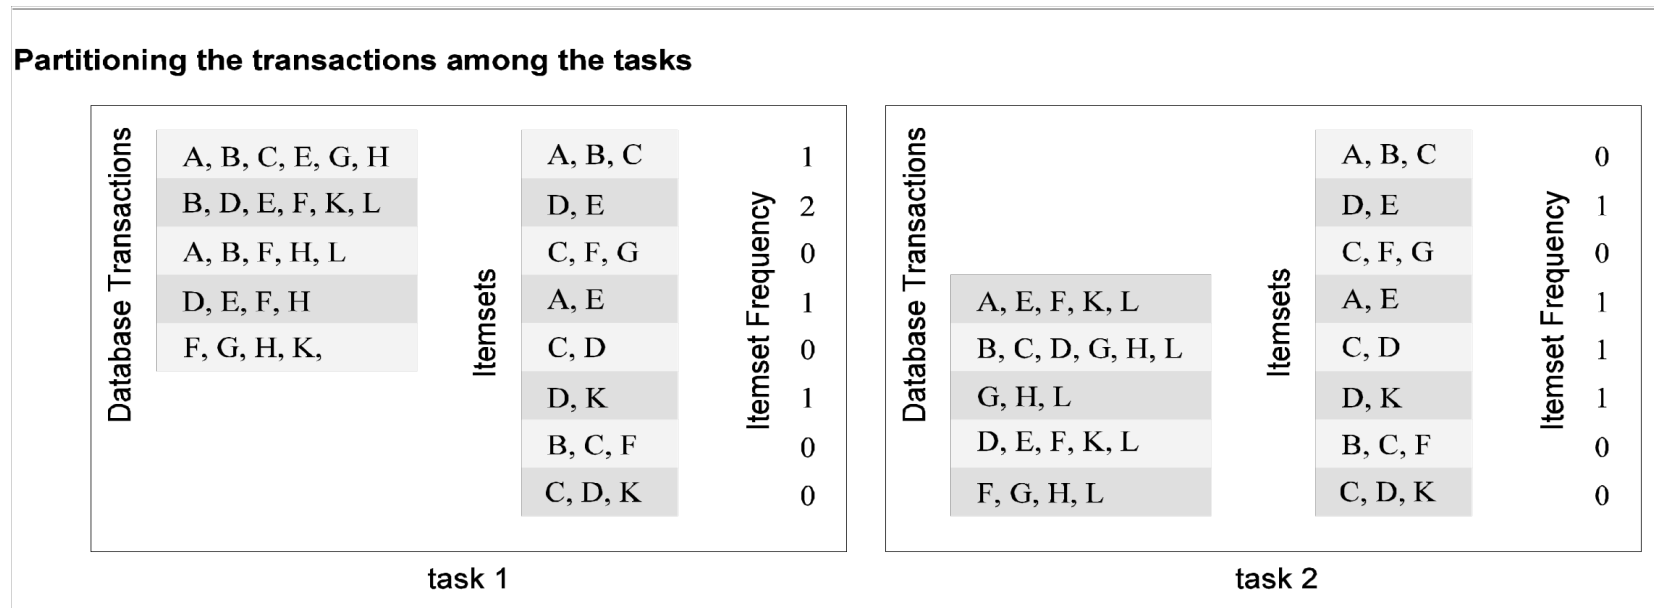 Partitioning the transactions among the tasks
Database Transactions
A, B, C, E, G, H
B, D, E, F, K, L
A, B, F, H, L
D, E, F, H
F, G, H, K,
Itemsets
A, B, C
D, E
C, F, G
A, E
C, D
D, K
B, C, F
C, D, K
Itemset Frequency
1
2
0
1
0
1
0
0
task 1
Database Transactions
A, E, F, K, L
B, C, D, G, H, L
G, H, L
D, E, F, K, L
F, G, H, L
Itemsets
A, B, C
D, E
C, F, G
A, E
C, D
D, K
B, C, F
C, D, K
Itemset Frequency
0
1
0
1
1
1
0
0
task 2